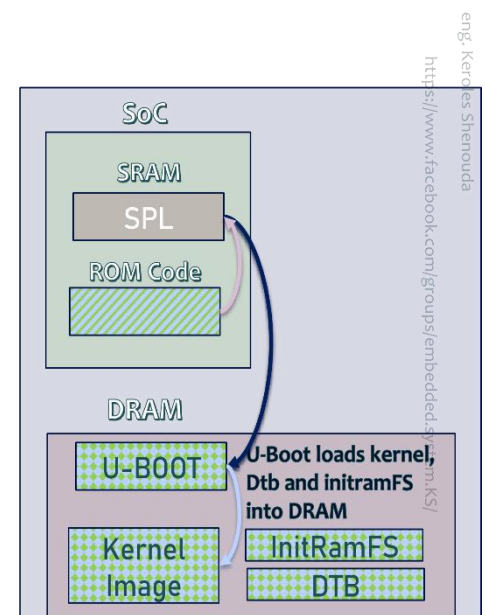 eng. Keroles Shenouda
https://www.facebook.com/groups/embedded.system.KS/
SoC
SRAM
SPL
ROM Code
DRAM
U-BOOT
U-Boot loads kernel,
Dtb and initramFS
into DRAM
Kernel
Image
InitRamFS
DTB